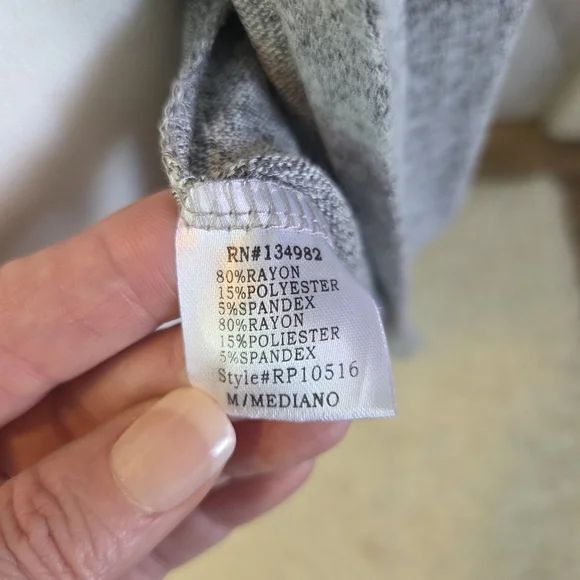 RN#134982
80%RAYON
15%POLYESTER
5%SPANDEX
80%RAYON
15%POLIESTER
5%SPANDEX
Style#RP10516
M/MEDIANO